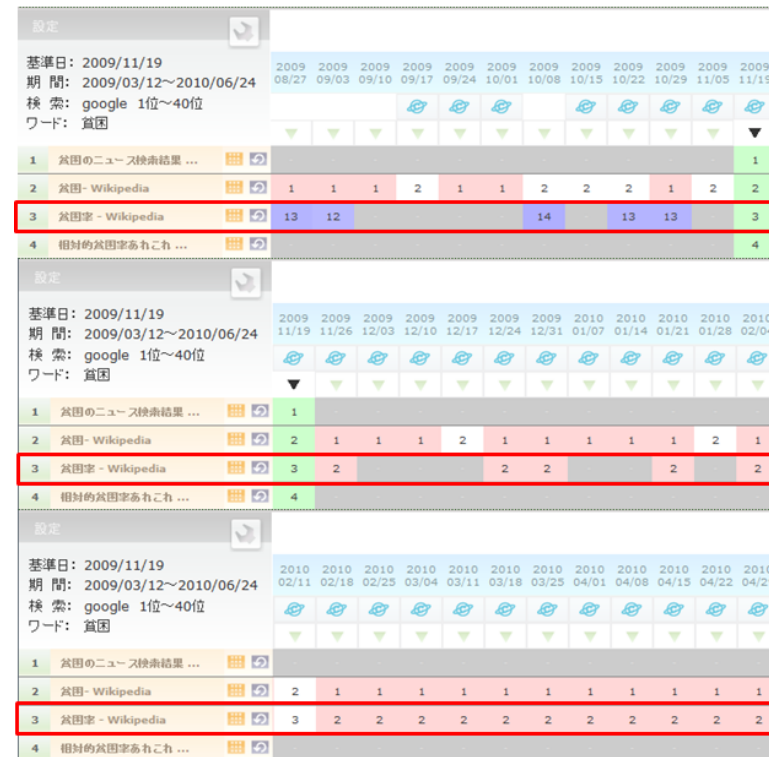 設定
基準日: 2009/11/19
期 間: 2009/03/12～2010/06/24
検 索: google 1位～40位
ワード: 貧困
2009 2009 2009 2009 2009 2009 2009 2009 2009 2009 2009 2009
08/27 09/03 09/10 09/17 09/24 10/01 10/08 10/15 10/22 10/29 11/05 11/19
1 貧困のニュース検索結果 ... 1
2 貧困- Wikipedia 1 1 1 2 1 1 2 2 2 1 2 2
3 貧困率 - Wikipedia 13 12 14 13 13 3
4 相対的貧困率あれこれ ... 4
設定
基準日: 2009/11/19
期 間: 2009/03/12～2010/06/24
検 索: google 1位～40位
ワード: 貧困
2009 2009 2009 2009 2009 2009 2009 2010 2010 2010 2010 2010
11/19 11/26 12/03 12/10 12/17 12/24 12/31 01/07 01/14 01/21 01/28 02/04
1 貧困のニュース検索結果 ... 1
2 貧困- Wikipedia 2 1 1 1 2 1 1 1 1 1 2 1
3 貧困率 - Wikipedia 3 2 2 2 2 2
4 相対的貧困率あれこれ ... 4
設定
基準日: 2009/11/19
期 間: 2009/03/12～2010/06/24
検 索: google 1位～40位
ワード: 貧困
2010 2010 2010 2010 2010 2010 2010 2010 2010 2010 2010 2010
02/11 02/18 02/25 03/04 03/11 03/18 03/25 04/01 04/08 04/15 04/22 04/2
1 貧困のニュース検索結果 ...
2 貧困- Wikipedia 2 1 1 1 1 1 1 1 1 1 1 1
3 貧困率 - Wikipedia 3 2 2 2 2 2 2 2 2 2 2 2
4 相対的貧困率あれこれ ...